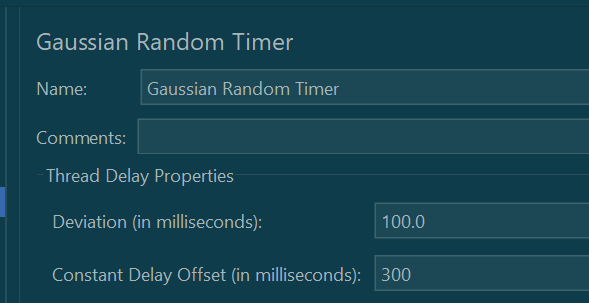 Gaussian Random Timer
Name: Gaussian Random Timer
Comments:
Thread Delay Properties
Deviation (in milliseconds): 100.0
Constant Delay Offset (in milliseconds): 300